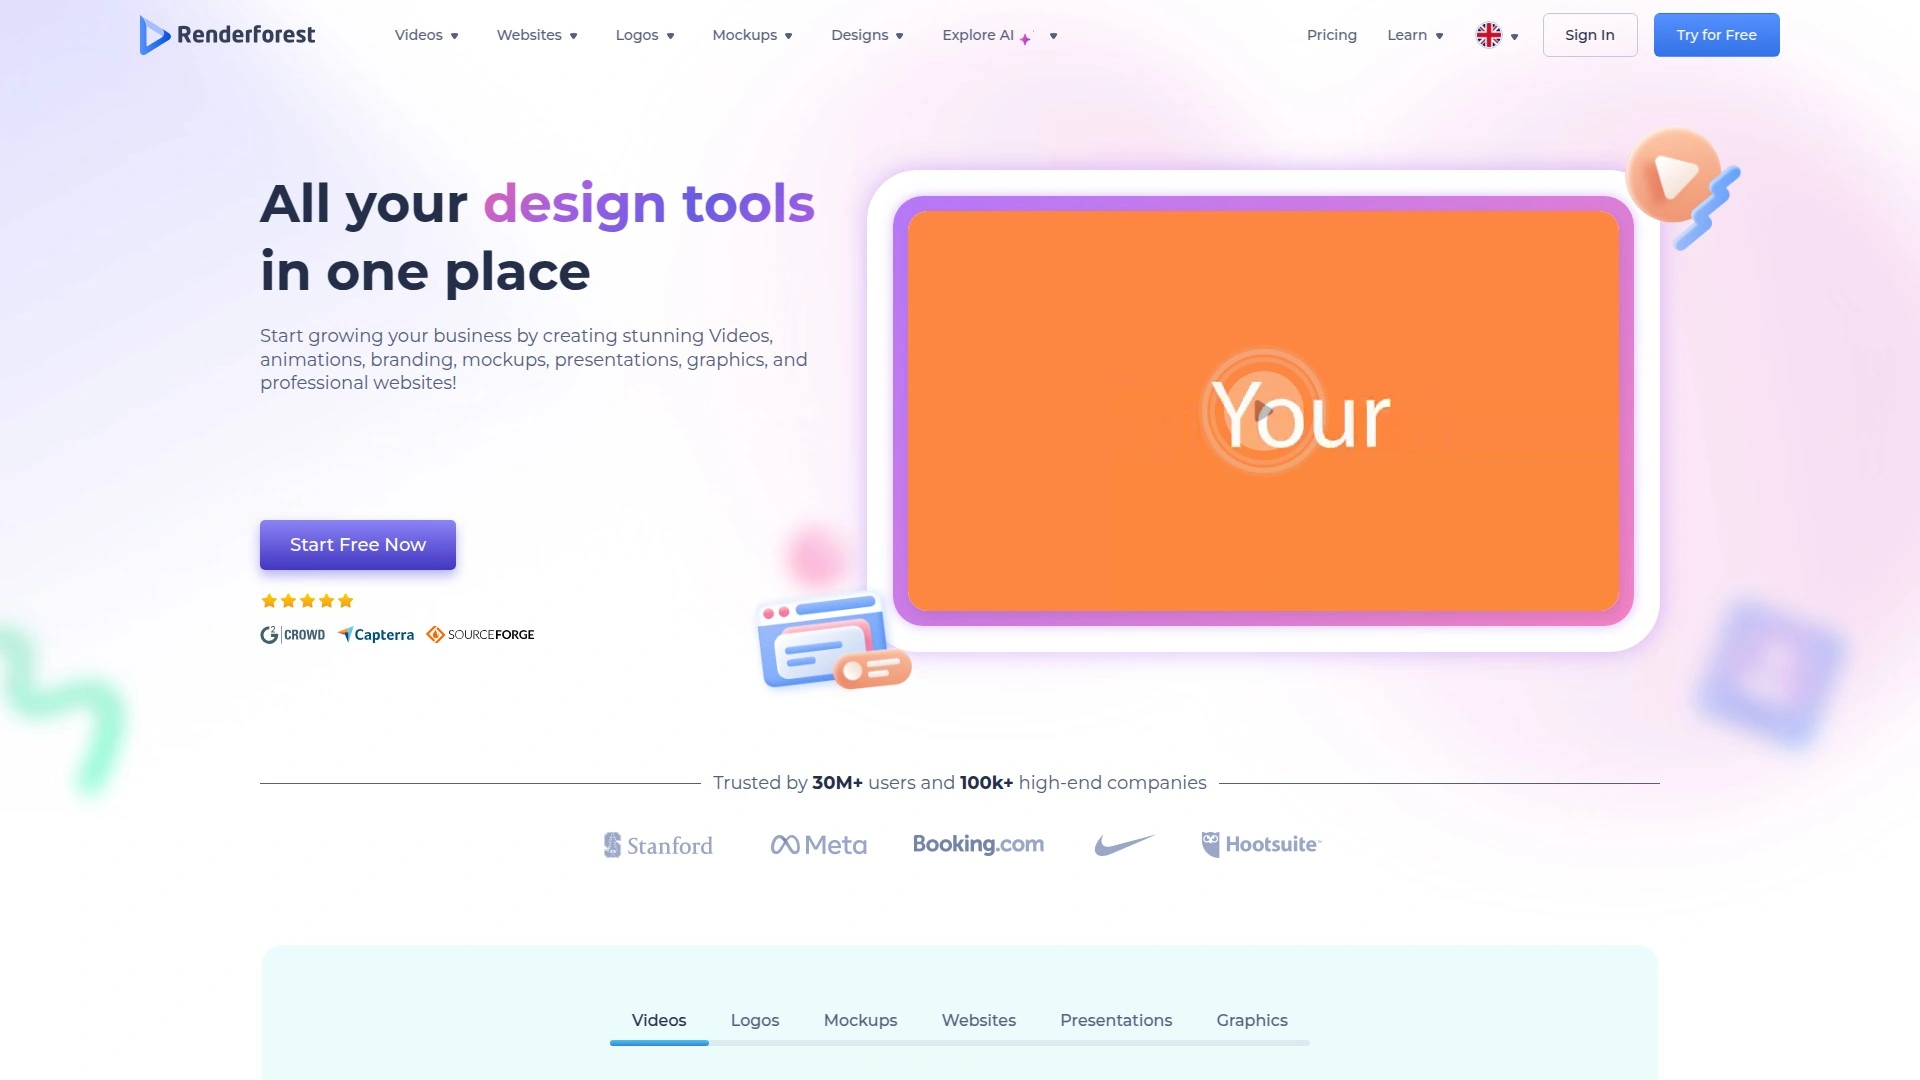 Renderforest
Videos
Websites
Logos
Mockups
Designs
Explore AI
Pricing
Learn
Sign In
Try for Free
All your design tools
in one place
Start growing your business by creating stunning Videos,
animations, branding, mockups, presentations, graphics, and
professional websites!
Your
Start Free Now
G2 CROWD
Capterra
SOURCEFORGE
Trusted by 30M+ users and 100k+ high-end companies
Stanford
Meta
Booking.com
Hootsuite
Videos
Logos
Mockups
Websites
Presentations
Graphics